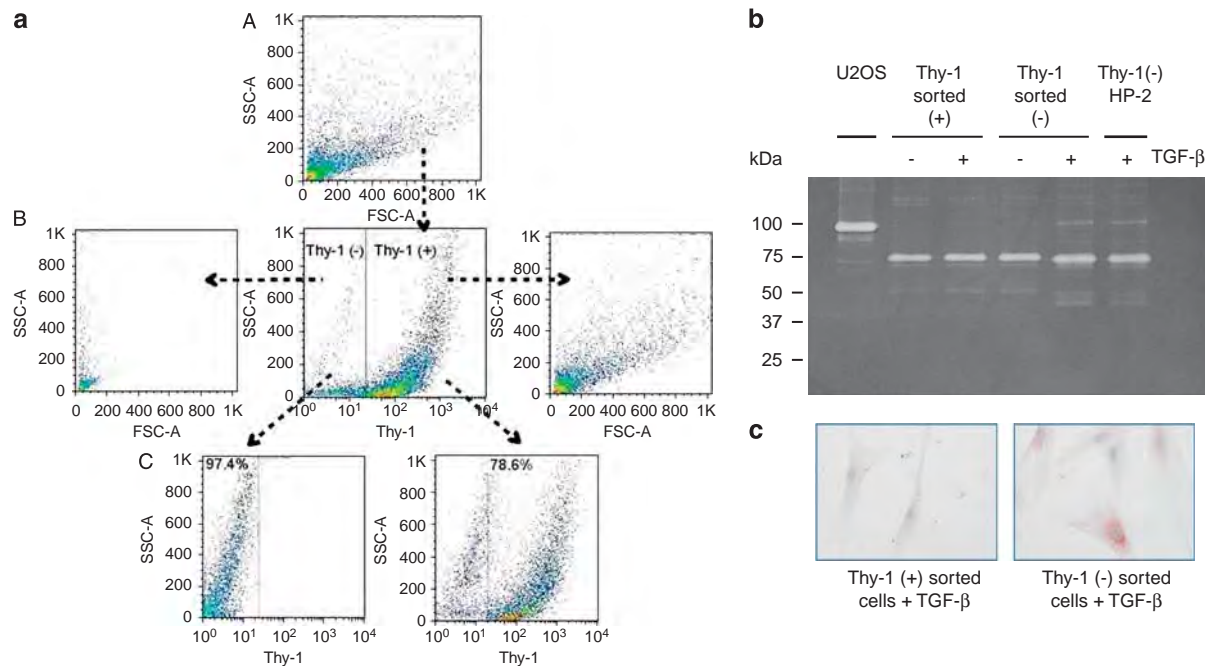 a
A
1K
800
600
400
200
0
SSC-A
0 200 400 600 800 1K
FSC-A
B
1K
800
600
400
200
0
SSC-A
0 200 400 600 800 1K
FSC-A
Thy-1 (-) Thy-1 (+)
1K
800
600
400
200
0
SSC-A
10⁰ 10¹ 10² 10³ 10⁴
Thy-1
1K
800
600
400
200
0
SSC-A
0 200 400 600 800 1K
FSC-A
C
97.4%
1K
800
600
400
200
0
SSC-A
10⁰ 10¹ 10² 10³ 10⁴
Thy-1
78.6%
1K
800
600
400
200
0
SSC-A
10⁰ 10¹ 10² 10³ 10⁴
Thy-1
b
U2OS
Thy-1
sorted
(+)
Thy-1
sorted
(-)
Thy-1(-)
HP-2
kDa
- + - + + TGF-β
100 –
75 –
50 –
37 –
25 –
c
Thy-1 (+) sorted
cells + TGF-β
Thy-1 (-) sorted
cells + TGF-β